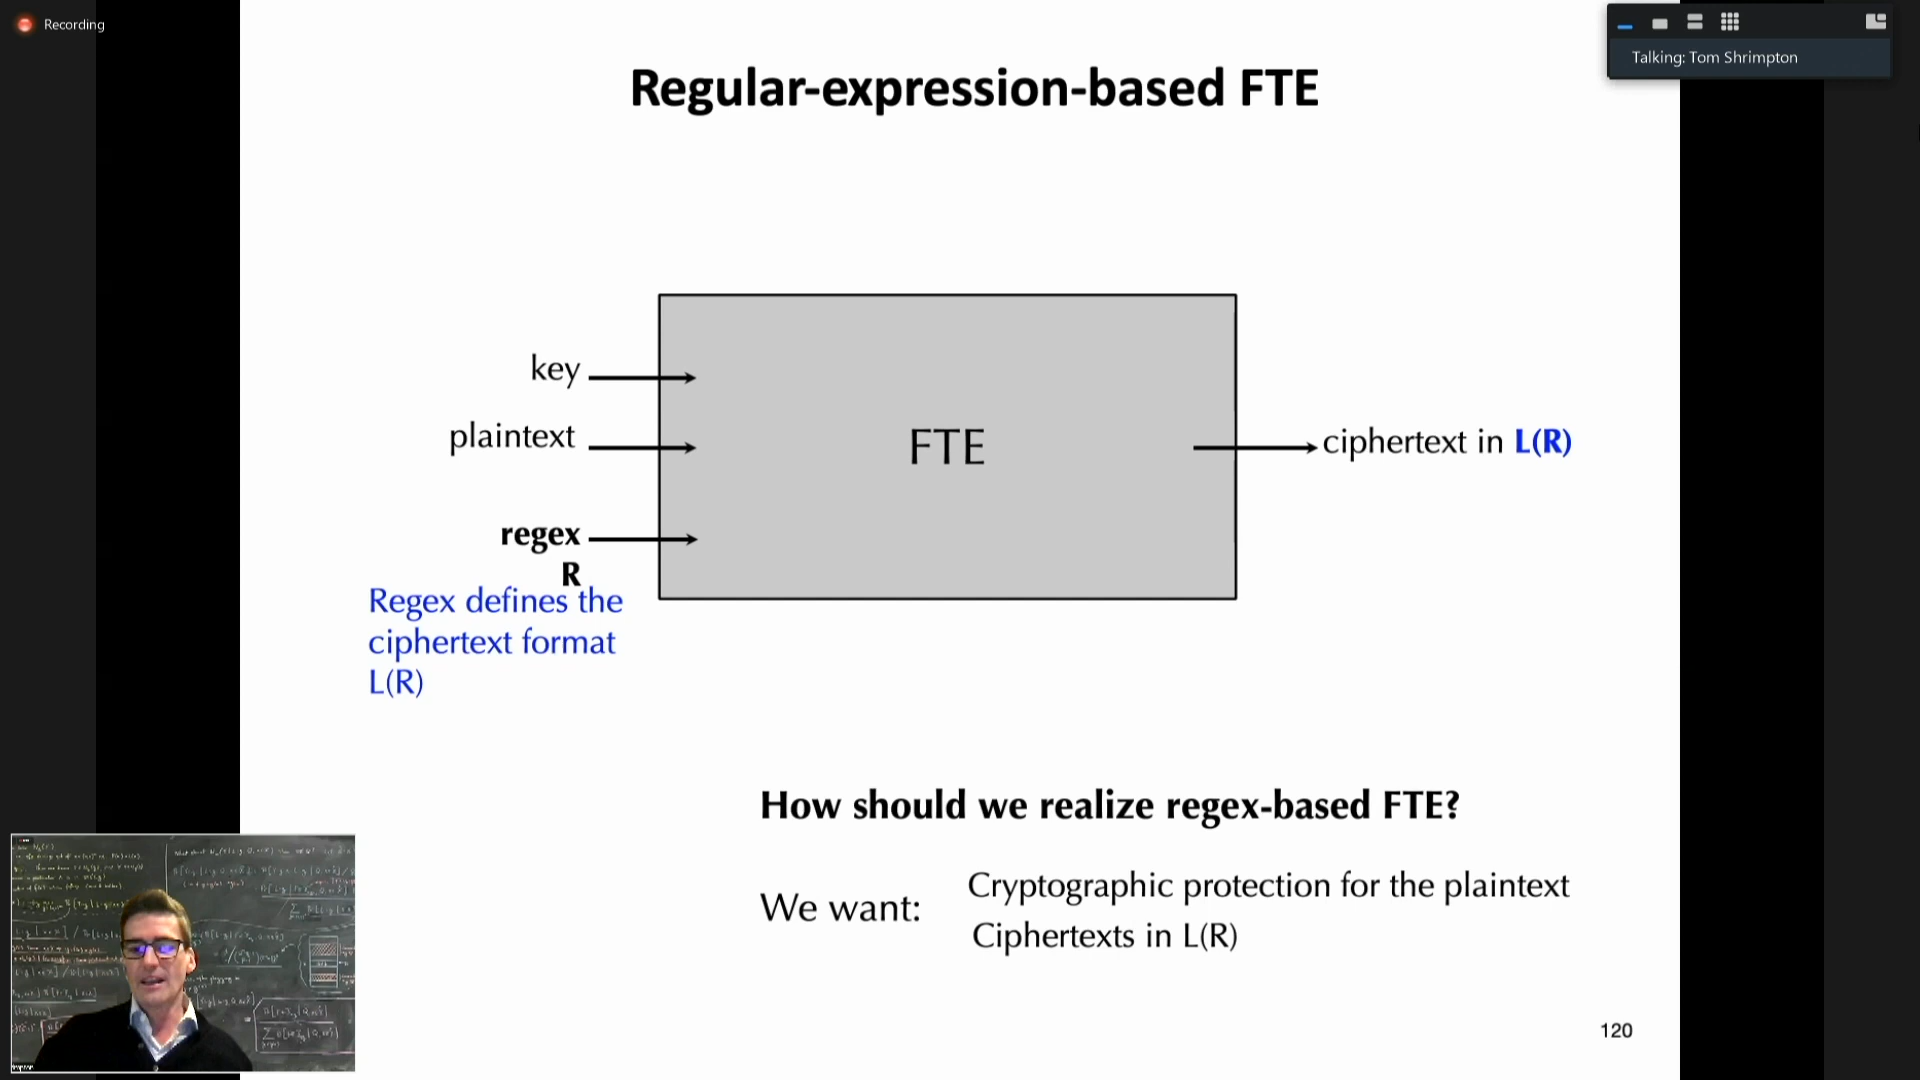 Recording
Talking: Tom Shrimpton
Regular-expression-based FTE
key
plaintext
FTE
ciphertext in L(R)
regex
R
Regex defines the
ciphertext format
L(R)
How should we realize regex-based FTE?
We want:
Cryptographic protection for the plaintext
Ciphertexts in L(R)
120